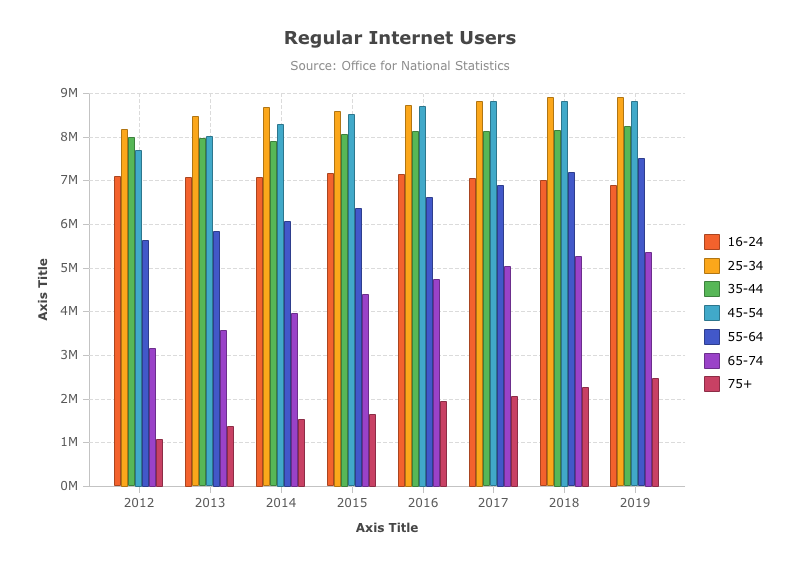 Regular Internet Users
Source: Office for National Statistics
9M
8M
7M
6M
5M
4M
3M
2M
1M
0M
Axis Title
2012 2013 2014 2015 2016 2017 2018 2019
Axis Title
16-24
25-34
35-44
45-54
55-64
65-74
75+